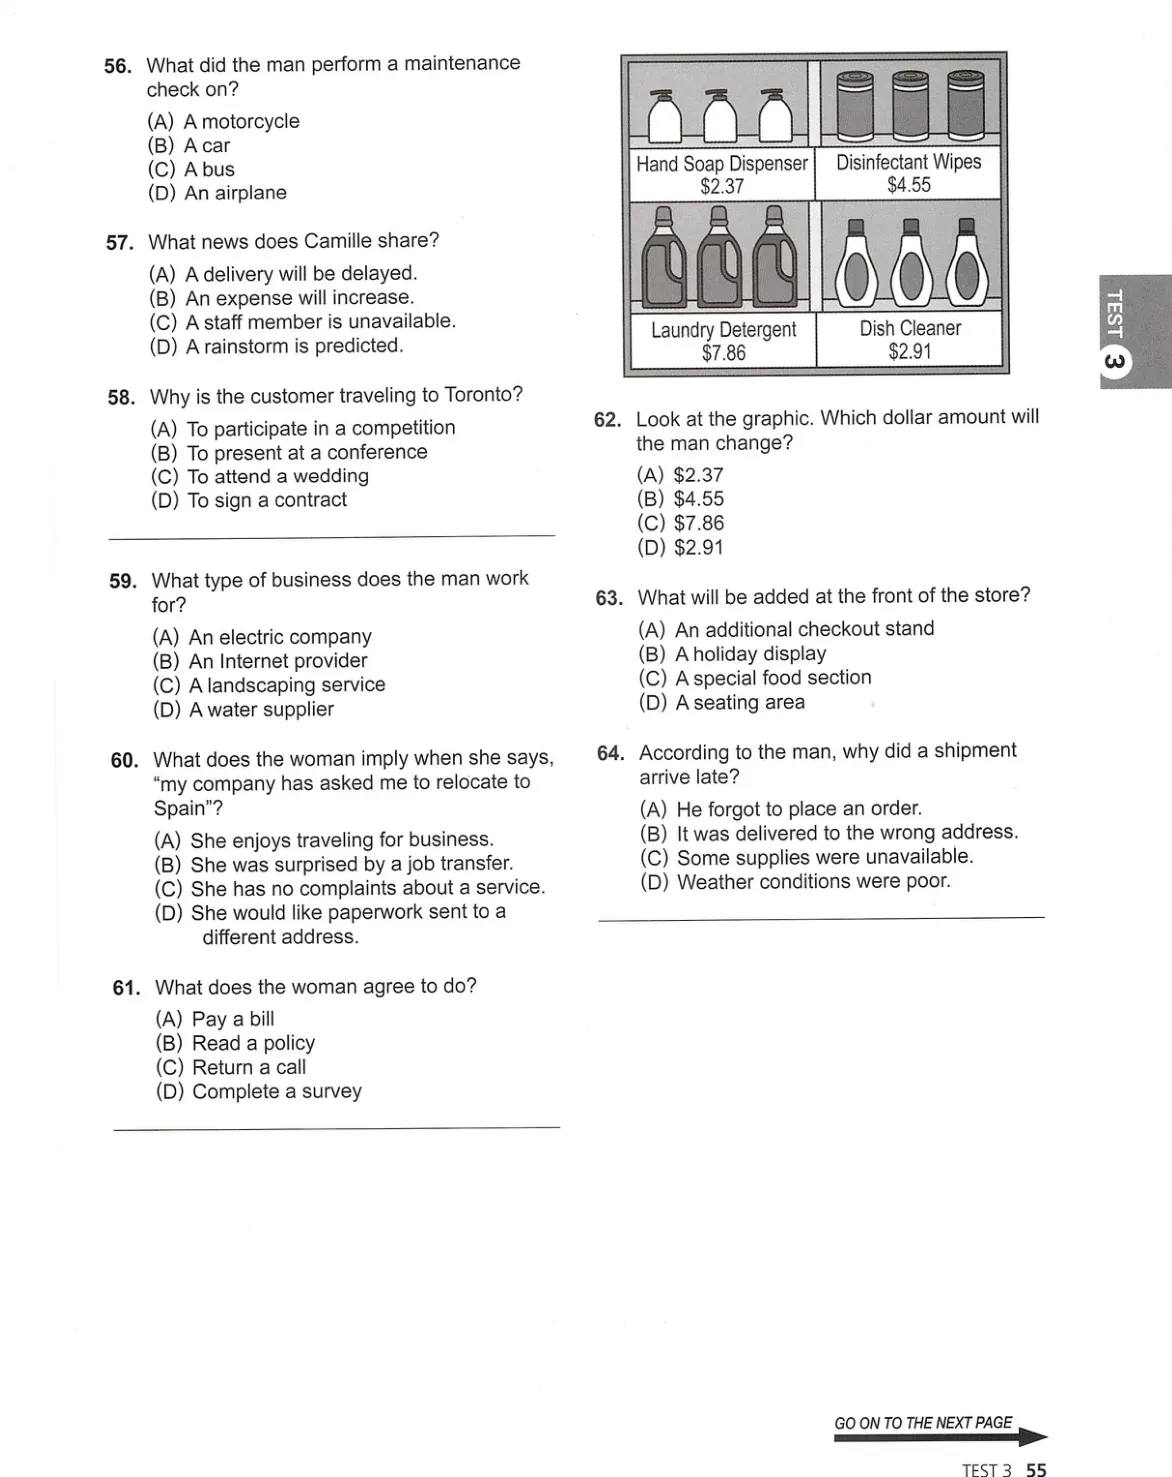 56. What did the man perform a maintenance
check on?
(A) A motorcycle
(B) A car
(C) A bus
(D) An airplane
57. What news does Camille share?
(A) A delivery will be delayed.
(B) An expense will increase.
(C) A staff member is unavailable.
(D) A rainstorm is predicted.
58. Why is the customer traveling to Toronto?
(A) To participate in a competition
(B) To present at a conference
(C) To attend a wedding
(D) To sign a contract
59. What type of business does the man work
for?
(A) An electric company
(B) An Internet provider
(C) A landscaping service
(D) A water supplier
60. What does the woman imply when she says,
“my company has asked me to relocate to
Spain”?
(A) She enjoys traveling for business.
(B) She was surprised by a job transfer.
(C) She has no complaints about a service.
(D) She would like paperwork sent to a
different address.
61. What does the woman agree to do?
(A) Pay a bill
(B) Read a policy
(C) Return a call
(D) Complete a survey
Hand Soap Dispenser
$2.37
Disinfectant Wipes
$4.55
Laundry Detergent
$7.86
Dish Cleaner
$2.91
62. Look at the graphic. Which dollar amount will
the man change?
(A) $2.37
(B) $4.55
(C) $7.86
(D) $2.91
63. What will be added at the front of the store?
(A) An additional checkout stand
(B) A holiday display
(C) A special food section
(D) A seating area
64. According to the man, why did a shipment
arrive late?
(A) He forgot to place an order.
(B) It was delivered to the wrong address.
(C) Some supplies were unavailable.
(D) Weather conditions were poor.
TEST 3
GO ON TO THE NEXT PAGE
TEST 3 55